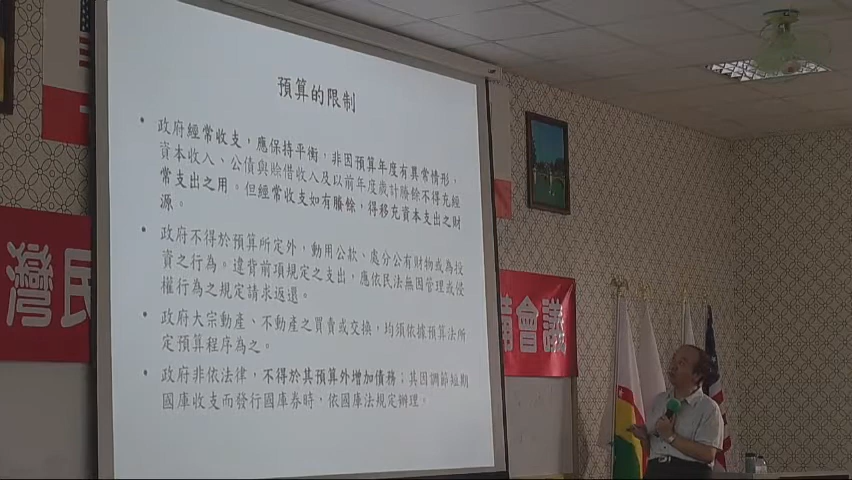 預算的限制
• 政府經常收支，應保持平衡，非因預算年度有異常情形、
資本收入、公債與賒借收入及以前年度歲計賸餘不得充經
常支出之用。但經常收支如有賸餘，得移充資本支出之財
源。
• 政府不得於預算所定外，動用公款、處分公有財物或為投
資之行為。違背前項規定之支出，應依民法無因管理或侵
權行為之規定請求返還。
• 政府大宗動產、不動產之買賣或交換，均須依據預算法所
定預算程序為之。
• 政府非依法律，不得於其預算外增加債務；其因調節短期
國庫收支而發行國庫券時，依國庫法規定辦理。
灣民
備會議